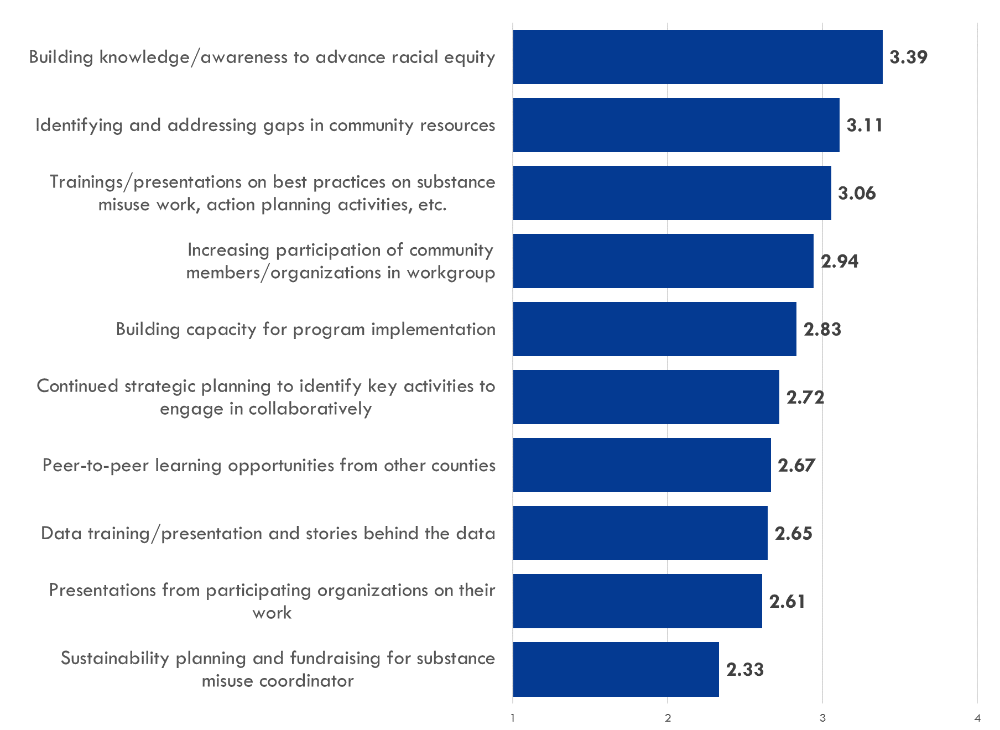 Building knowledge/awareness to advance racial equity
3.39
Identifying and addressing gaps in community resources
3.11
Trainings/presentations on best practices on substance
misuse work, action planning activities, etc.
3.06
Increasing participation of community
members/organizations in workgroup
2.94
Building capacity for program implementation
2.83
Continued strategic planning to identify key activities to
engage in collaboratively
2.72
Peer-to-peer learning opportunities from other counties
2.67
Data training/presentation and stories behind the data
2.65
Presentations from participating organizations on their
work
2.61
Sustainability planning and fundraising for substance
misuse coordinator
2.33
1 2 3 4